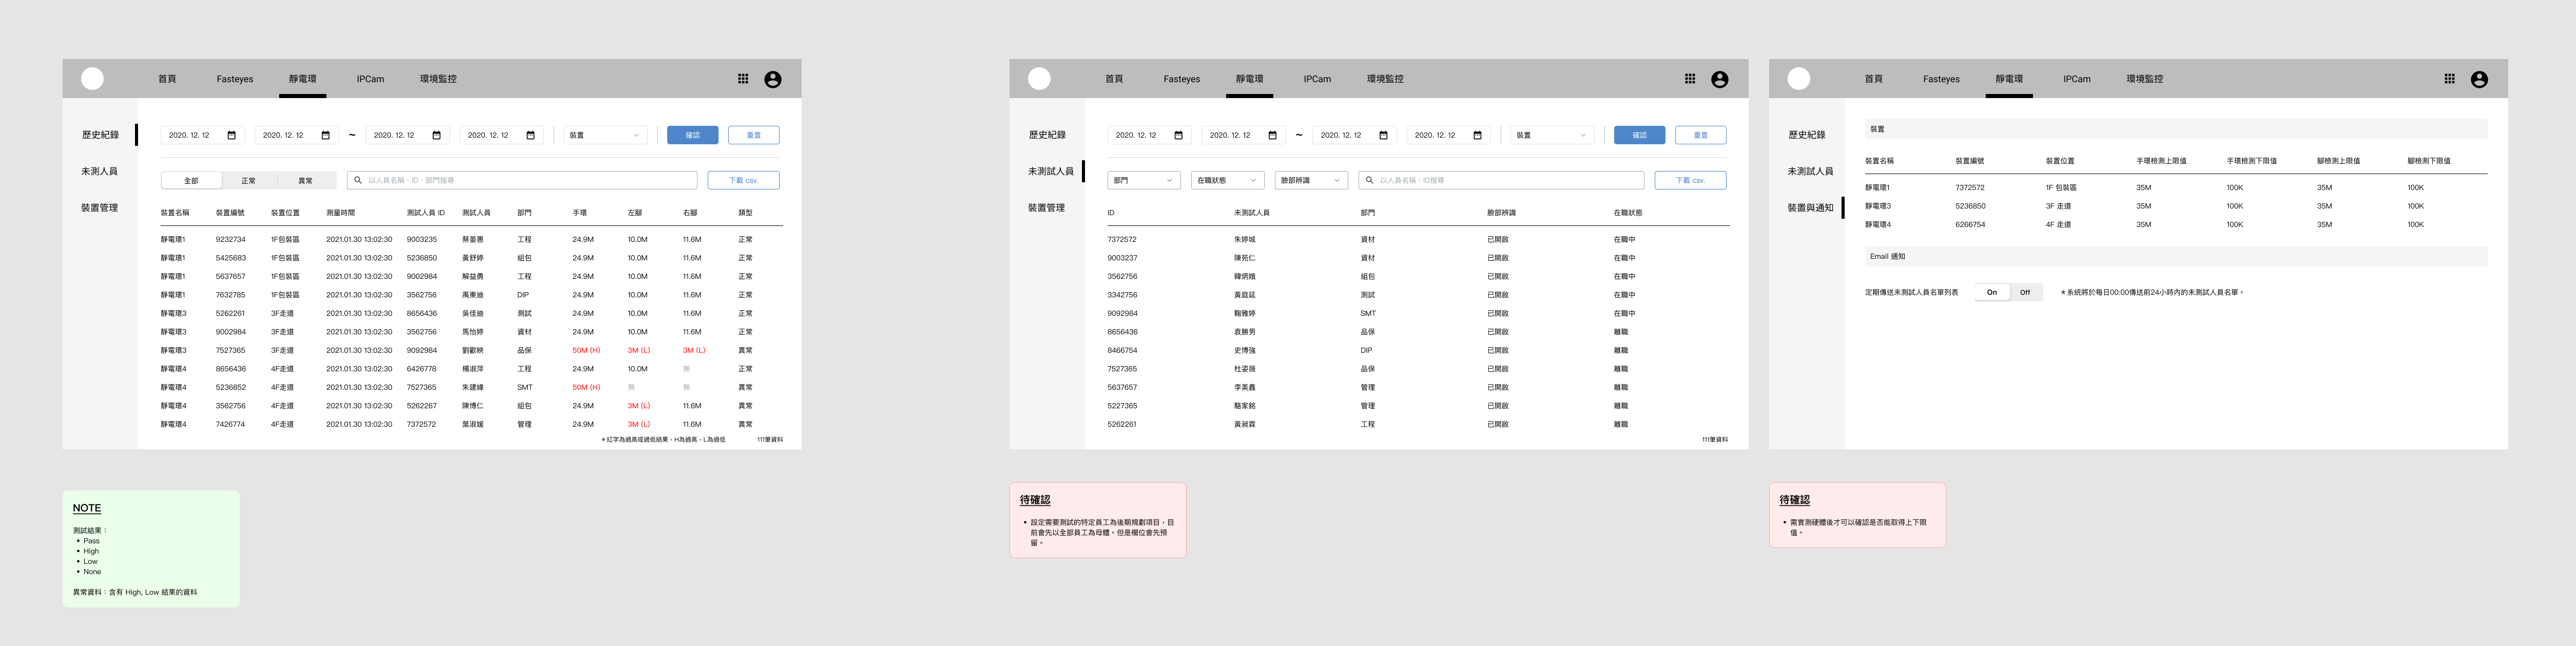 首頁 Fasteyes 靜電環 IPCam 環境監控
歷史紀錄
未測人員
裝置管理
2020. 12. 12 2020. 12. 12 ~ 2020. 12. 12 2020. 12. 12 裝置 確認 重置
全部 正常 異常 以人員名稱、ID、部門搜尋 下載 csv.
裝置名稱 裝置編號 裝置位置 測量時間 測試人員 ID 測試人員 部門 手環 左腳 右腳 類型
靜電環1 9232734 1F包裝區 2021.01.30 13:02:30 9003235 蔡晏惠 工程 24.9M 10.0M 11.6M 正常
靜電環1 5425683 1F包裝區 2021.01.30 13:02:30 5236850 黃舒婷 組包 24.9M 10.0M 11.6M 正常
靜電環1 5637657 1F包裝區 2021.01.30 13:02:30 9002984 解益勇 工程 24.9M 10.0M 11.6M 正常
靜電環1 7632785 1F包裝區 2021.01.30 13:02:30 3562756 禹東迪 DIP 24.9M 10.0M 11.6M 正常
靜電環3 5262261 3F走道 2021.01.30 13:02:30 8656436 吳佳迪 測試 24.9M 10.0M 11.6M 正常
靜電環3 9002984 3F走道 2021.01.30 13:02:30 3562756 馬怡婷 資材 24.9M 10.0M 11.6M 正常
靜電環3 7527365 3F走道 2021.01.30 13:02:30 9092984 劉歡映 品保 50M (H) 3M (L) 3M (L) 異常
靜電環4 8656436 4F走道 2021.01.30 13:02:30 6426778 楊淑萍 工程 24.9M 10.0M 無 正常
靜電環4 5236852 4F走道 2021.01.30 13:02:30 7527365 朱建緯 SMT 50M (H) 無 無 異常
靜電環4 3562756 4F走道 2021.01.30 13:02:30 5262267 陳博仁 組包 24.9M 3M (L) 11.6M 異常
靜電環4 7426774 4F走道 2021.01.30 13:02:30 7372572 葉淑媛 管理 24.9M 3M (L) 11.6M 異常
＊紅字為過高或過低結果，H為過高，L為過低 111筆資料
NOTE
測試結果：
• Pass
• High
• Low
• None
異常資料：含有 High, Low 結果的資料
首頁 Fasteyes 靜電環 IPCam 環境監控
歷史紀錄
未測試人員
裝置管理
2020. 12. 12 2020. 12. 12 ~ 2020. 12. 12 2020. 12. 12 裝置 確認 重置
部門 在職狀態 臉部辨識 以人員名稱、ID搜尋 下載 csv.
ID 未測試人員 部門 臉部辨識 在職狀態
7372572 朱婷城 資材 已開啟 在職中
9003237 陳苑仁 資材 已開啟 在職中
3562756 韓炳娥 組包 已開啟 在職中
3342756 黃庭延 測試 已開啟 在職中
9092984 鞠雅婷 SMT 已開啟 在職中
8656436 袁勝男 品保 已開啟 離職
8466754 史博強 DIP 已開啟 離職
7527365 杜姿薇 品保 已開啟 離職
5637657 李美鑫 管理 已開啟 離職
5227365 駱家銘 管理 已開啟 離職
5262261 黃昶霖 工程 已開啟 離職
111筆資料
待確認
• 設定需要測試的特定員工為後期規劃項目，目
前會先以全部員工為母體。但是欄位會先預
留。
首頁 Fasteyes 靜電環 IPCam 環境監控
歷史紀錄
未測試人員
裝置與通知
裝置
裝置名稱 裝置編號 裝置位置 手環檢測上限值 手環檢測下限值 腳檢測上限值 腳檢測下限值
靜電環1 7372572 1F 包裝區 35M 100K 35M 100K
靜電環3 5236850 3F 走道 35M 100K 35M 100K
靜電環4 6266754 4F 走道 35M 100K 35M 100K
Email 通知
定期傳送未測試人員名單列表 On Off ＊系統將於每日00:00傳送前24小時內的未測試人員名單。
待確認
• 需實測硬體後才可以確認是否能取得上下限
值。